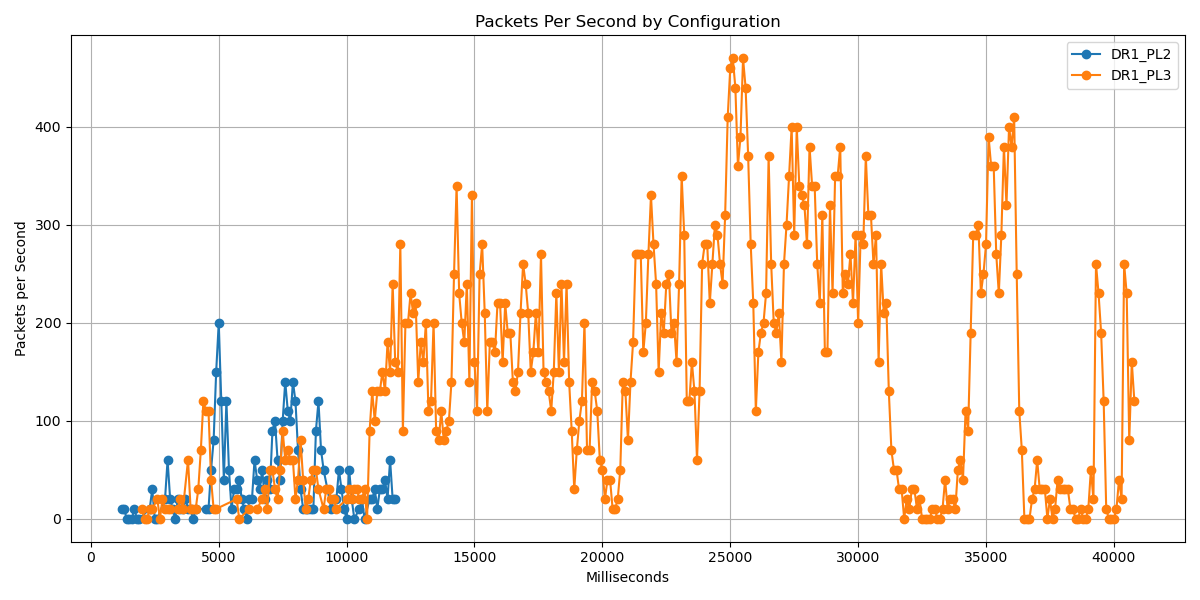 Packets Per Second by Configuration
DR1_PL2
DR1_PL3
Packets per Second
400
300
200
100
0
0 5000 10000 15000 20000 25000 30000 35000 40000
Milliseconds